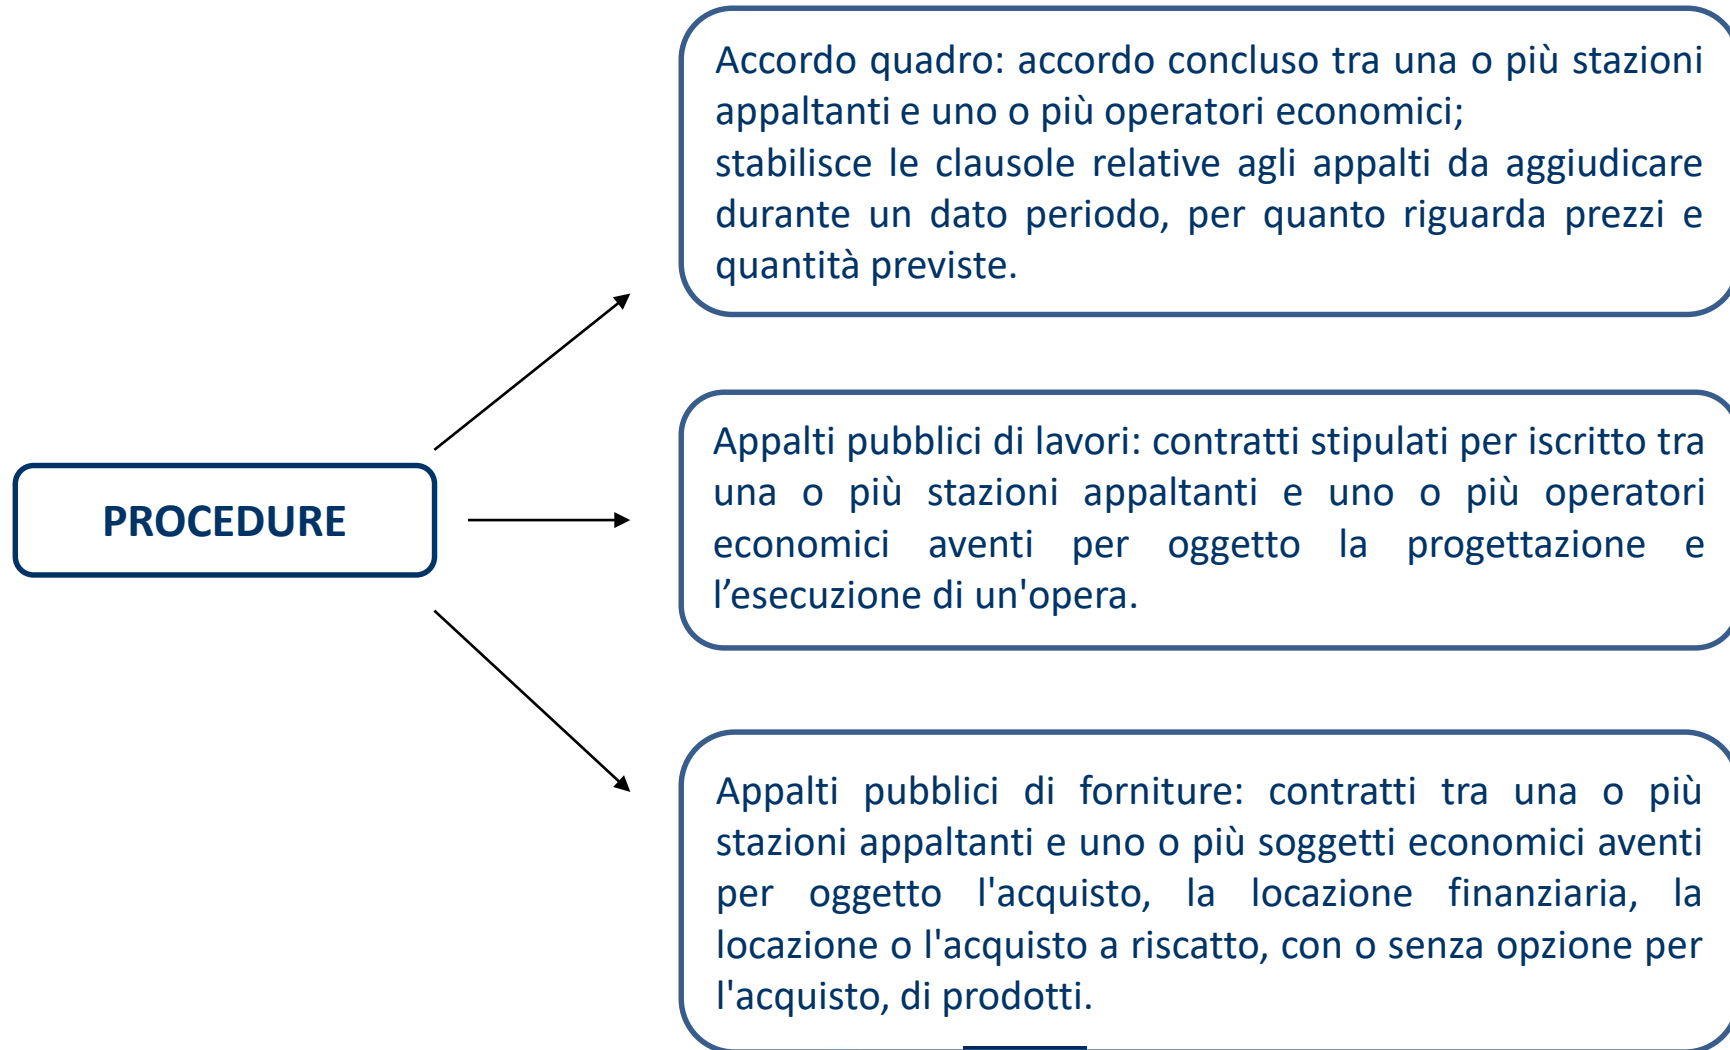 Accordo quadro: accordo concluso tra una o più stazioni
appaltanti e uno o più operatori economici;
stabilisce le clausole relative agli appalti da aggiudicare
durante un dato periodo, per quanto riguarda prezzi e
quantità previste.
PROCEDURE
Appalti pubblici di lavori: contratti stipulati per iscritto tra
una o più stazioni appaltanti e uno o più operatori
economici aventi per oggetto la progettazione e
l’esecuzione di un'opera.
Appalti pubblici di forniture: contratti tra una o più
stazioni appaltanti e uno o più soggetti economici aventi
per oggetto l'acquisto, la locazione finanziaria, la
locazione o l'acquisto a riscatto, con o senza opzione per
l'acquisto, di prodotti.